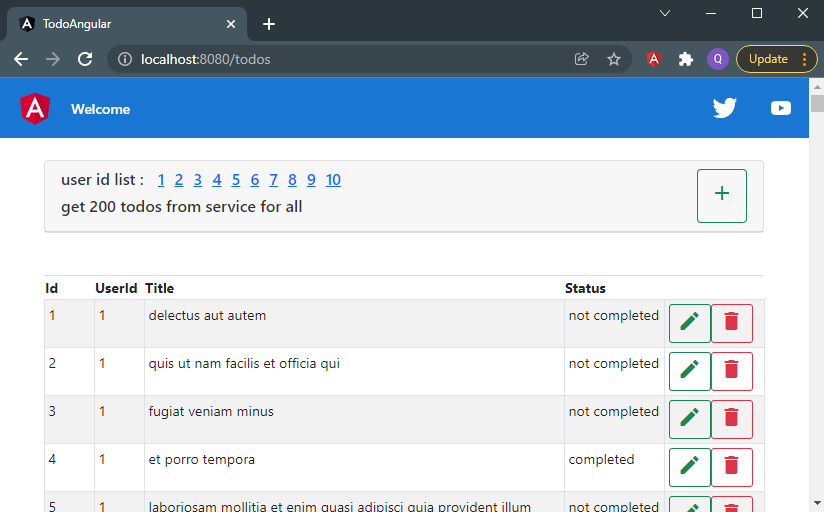 TodoAngular
localhost:8080/todos
Q
Update
A
Welcome
user id list : 1 2 3 4 5 6 7 8 9 10
get 200 todos from service for all
+
Id UserId Title Status
1 1 delectus aut autem not completed
2 1 quis ut nam facilis et officia qui not completed
3 1 fugiat veniam minus not completed
4 1 et porro tempora completed
5 1 laboriosam mollitia et enim quasi adipisci quia provident illum not completed